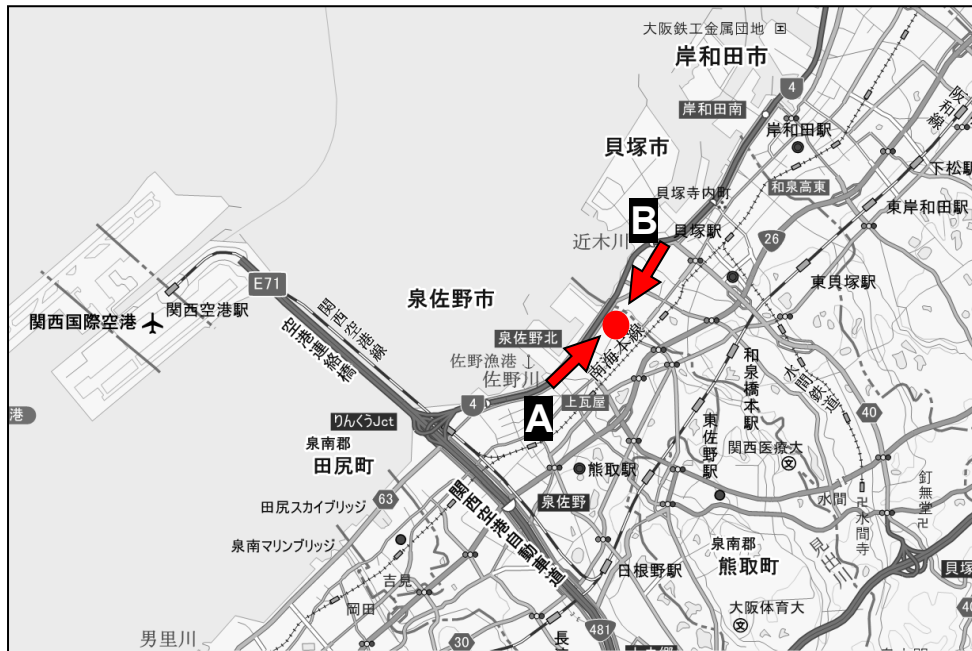 大阪鉄工金属団地
岸和田市
4
岸和田南
阪和線
岸和田駅
貝塚市
下松駅
和泉高東
貝塚寺内町
東岸和田駅
B
近木川
貝塚駅
26
E71
関西空港駅
関西空港線
泉佐野市
東貝塚駅
関西国際空港
空港連絡橋
泉佐野北
南海本線
佐野漁港
佐野川
和泉橋本駅
水間鉄道
4
上瓦屋
港
A
りんくうJct
東佐野駅
40
泉南郡
田尻町
関西医療大
熊取駅
63
泉佐野
水間
釘無堂
田尻スカイブリッジ
水間寺
関西空港自動車道
泉南マリンブリッジ
見出川
泉南郡
熊取町
吉見
日根野駅
貝塚
岡田
大阪体育大
男里川
30
481
長